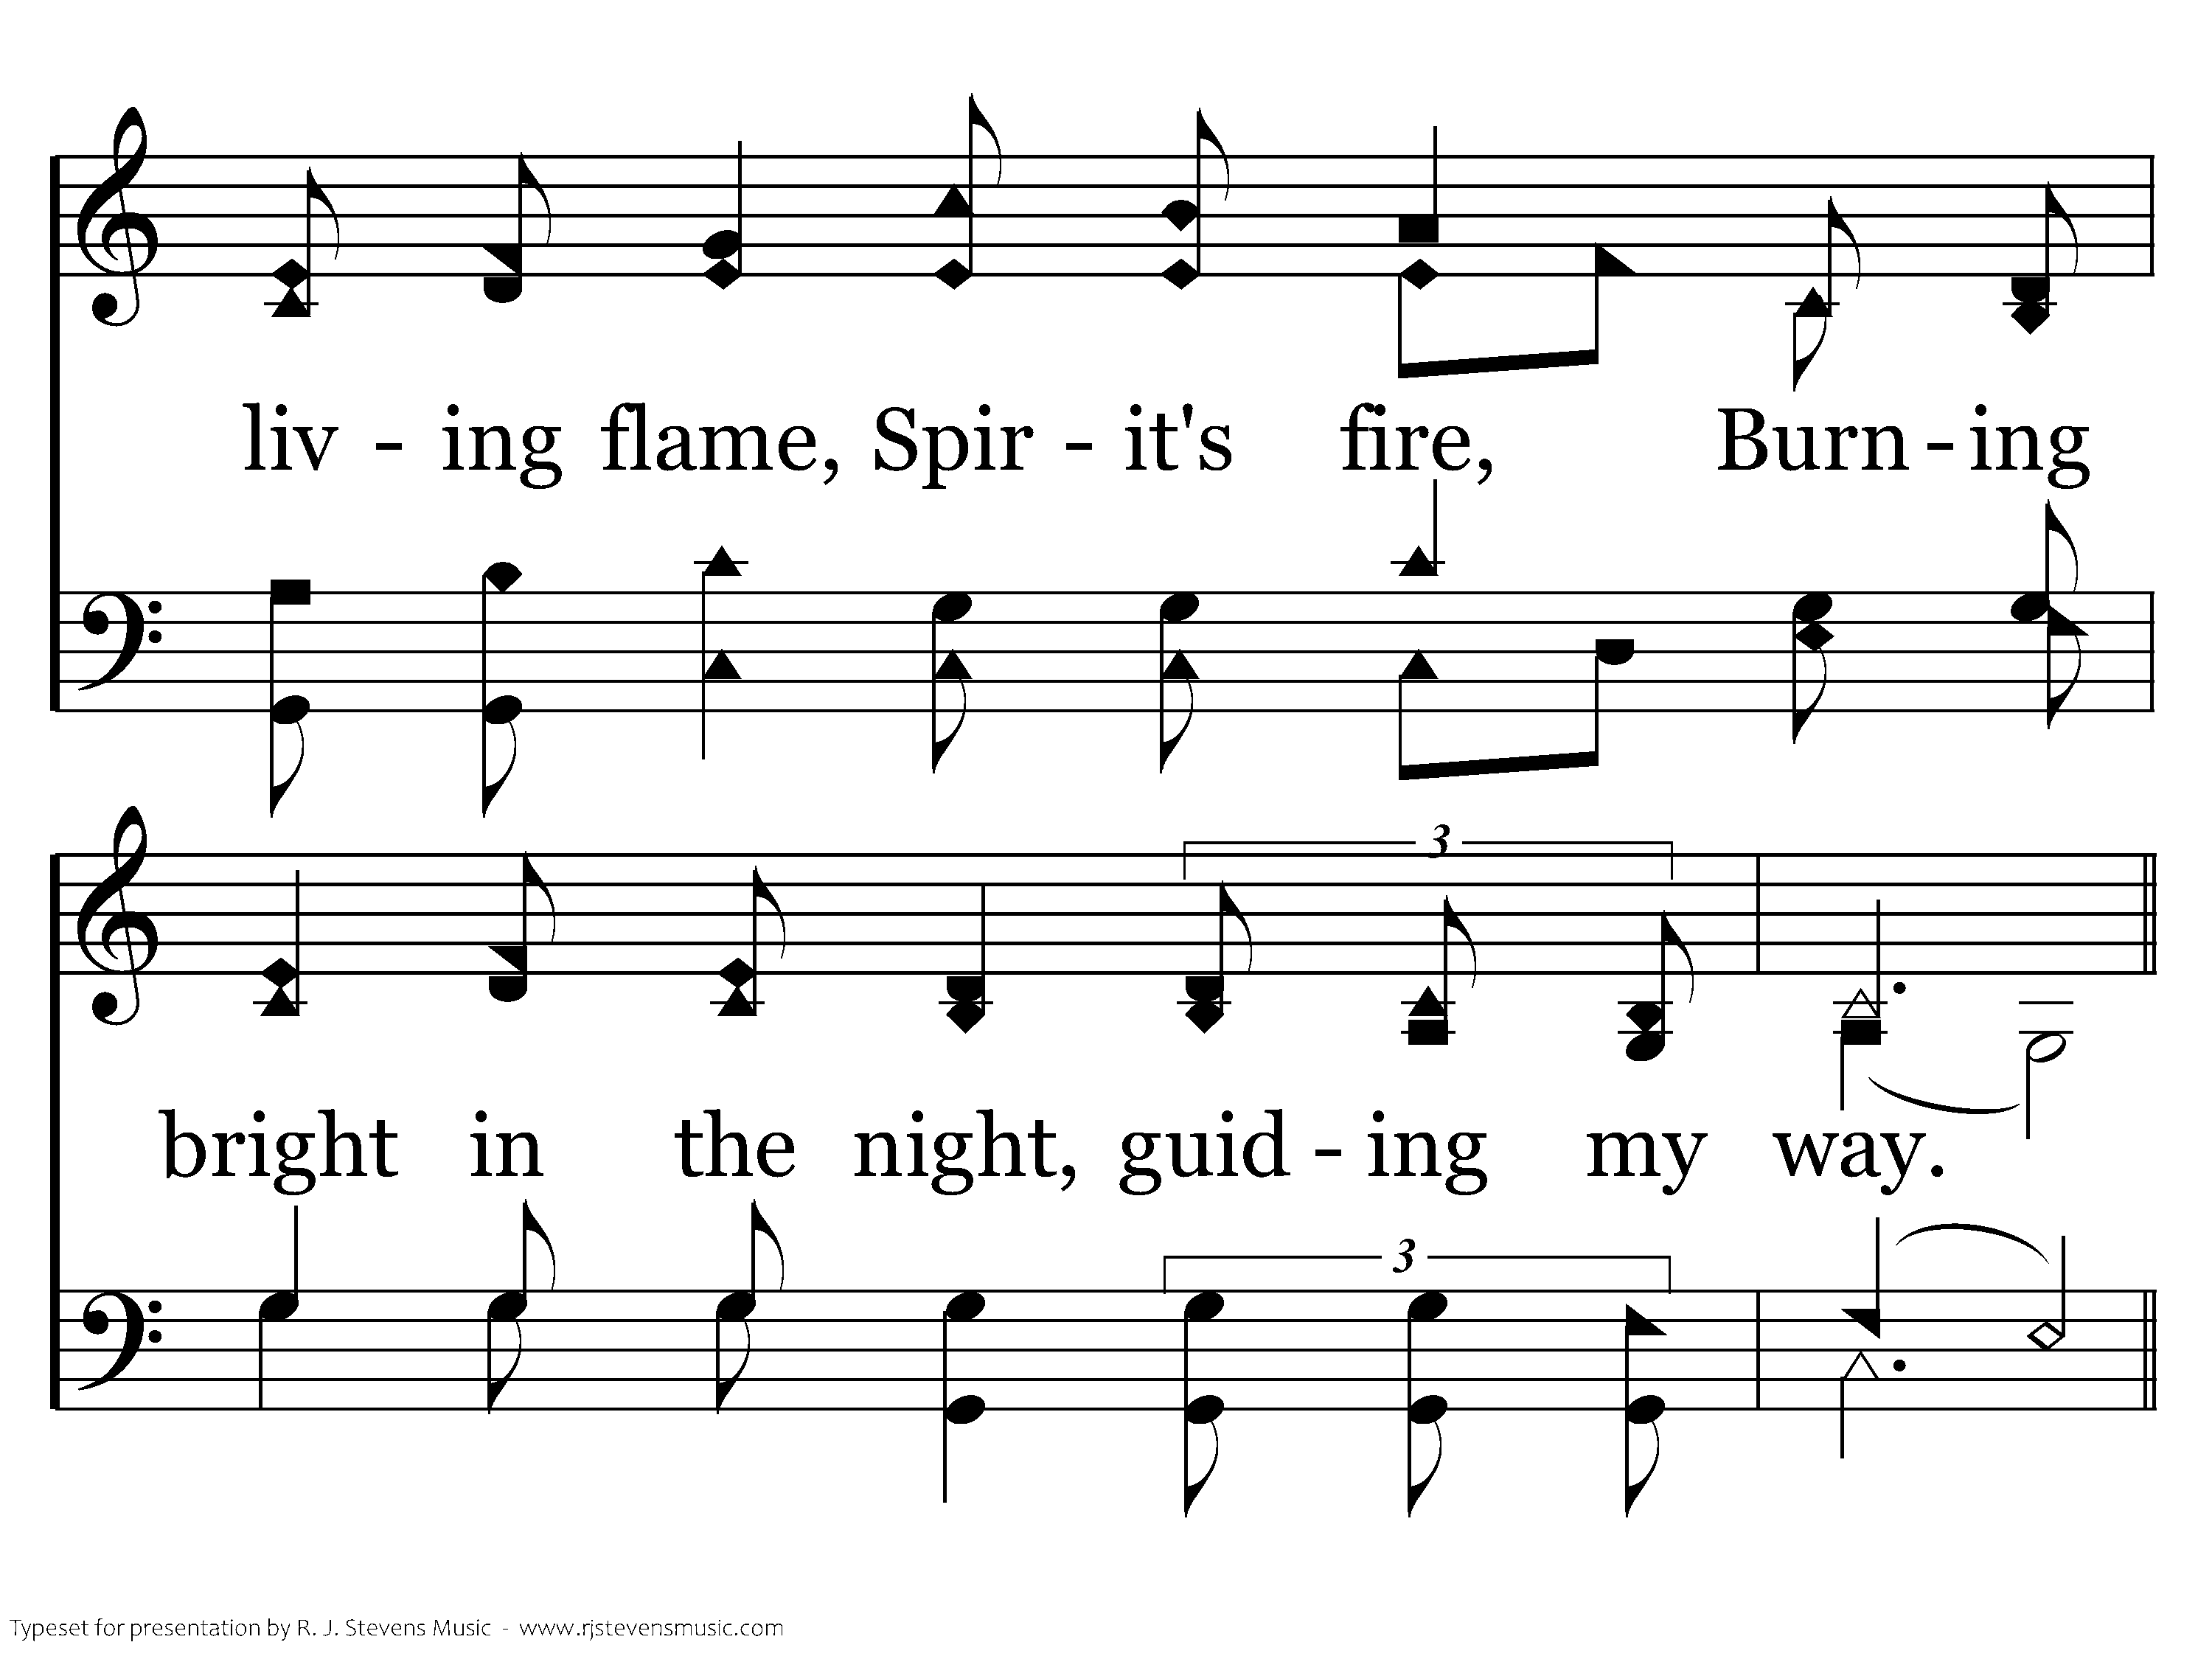 liv - ing flame, Spir - it's fire, Burn - ing
3
bright in the night, guid - ing my way.
3
Typeset for presentation by R. J. Stevens Music - www.rjstevensmusic.com